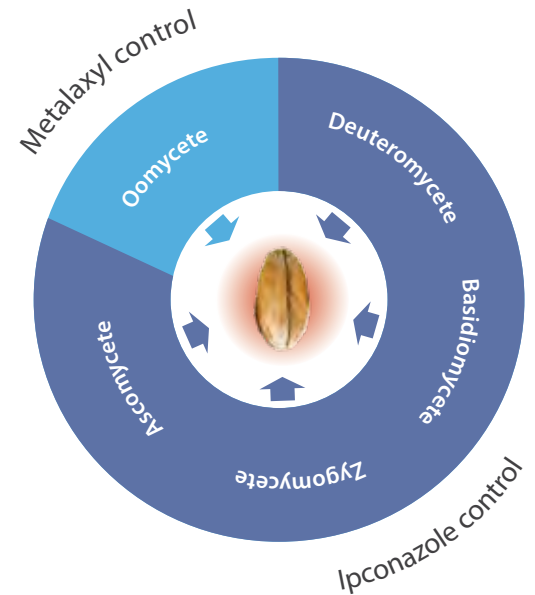 Metalaxyl control
Oomycete
Deuteromycete
Basidiomycete
Zygomycete
Ascomycete
Ipconazole control